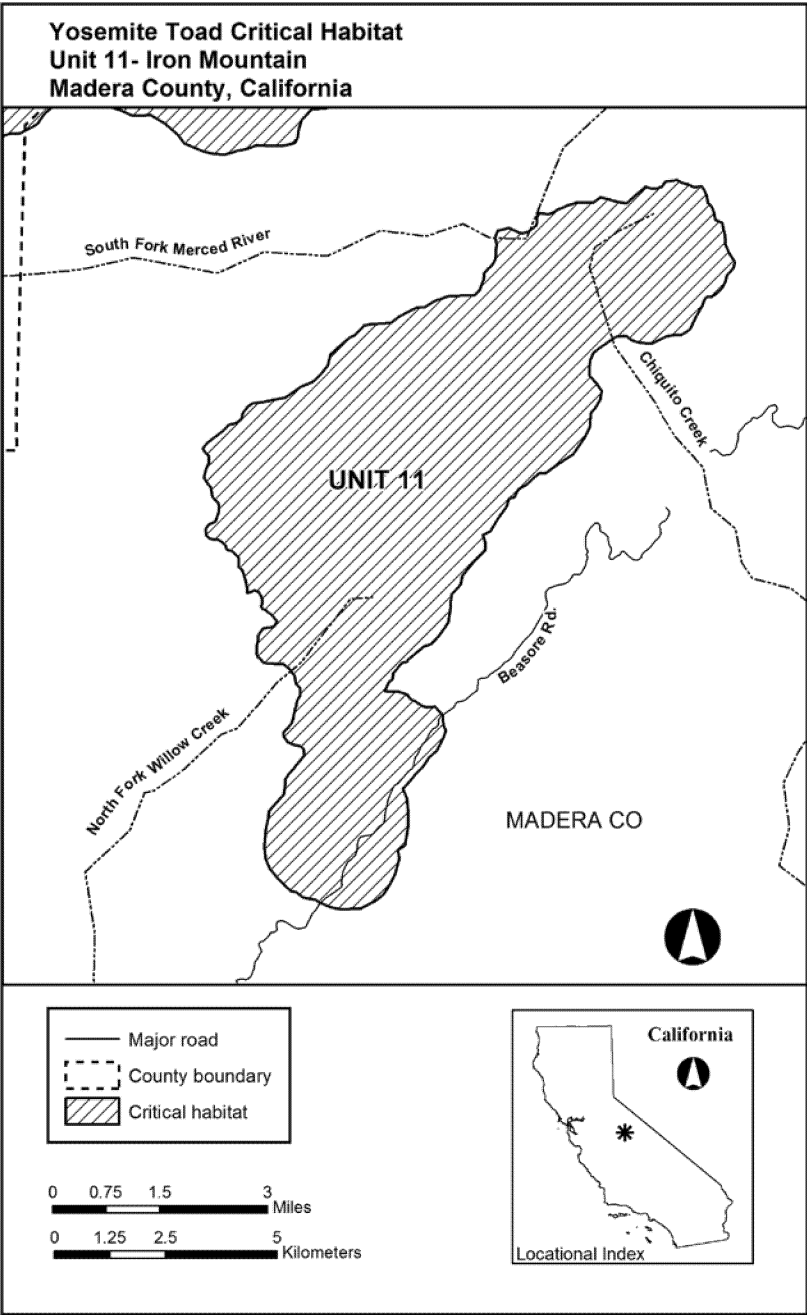 Yosemite Toad Critical Habitat
Unit 11- Iron Mountain
Madera County, California
South Fork Merced River
Chiquito Creek
UNIT 11
Beasore Rd.
North Fork Willow Creek
MADERA CO
Major road
County boundary
Critical habitat
0 0.75 1.5 3
Miles
0 1.25 2.5 5
Kilometers
California
Locational Index